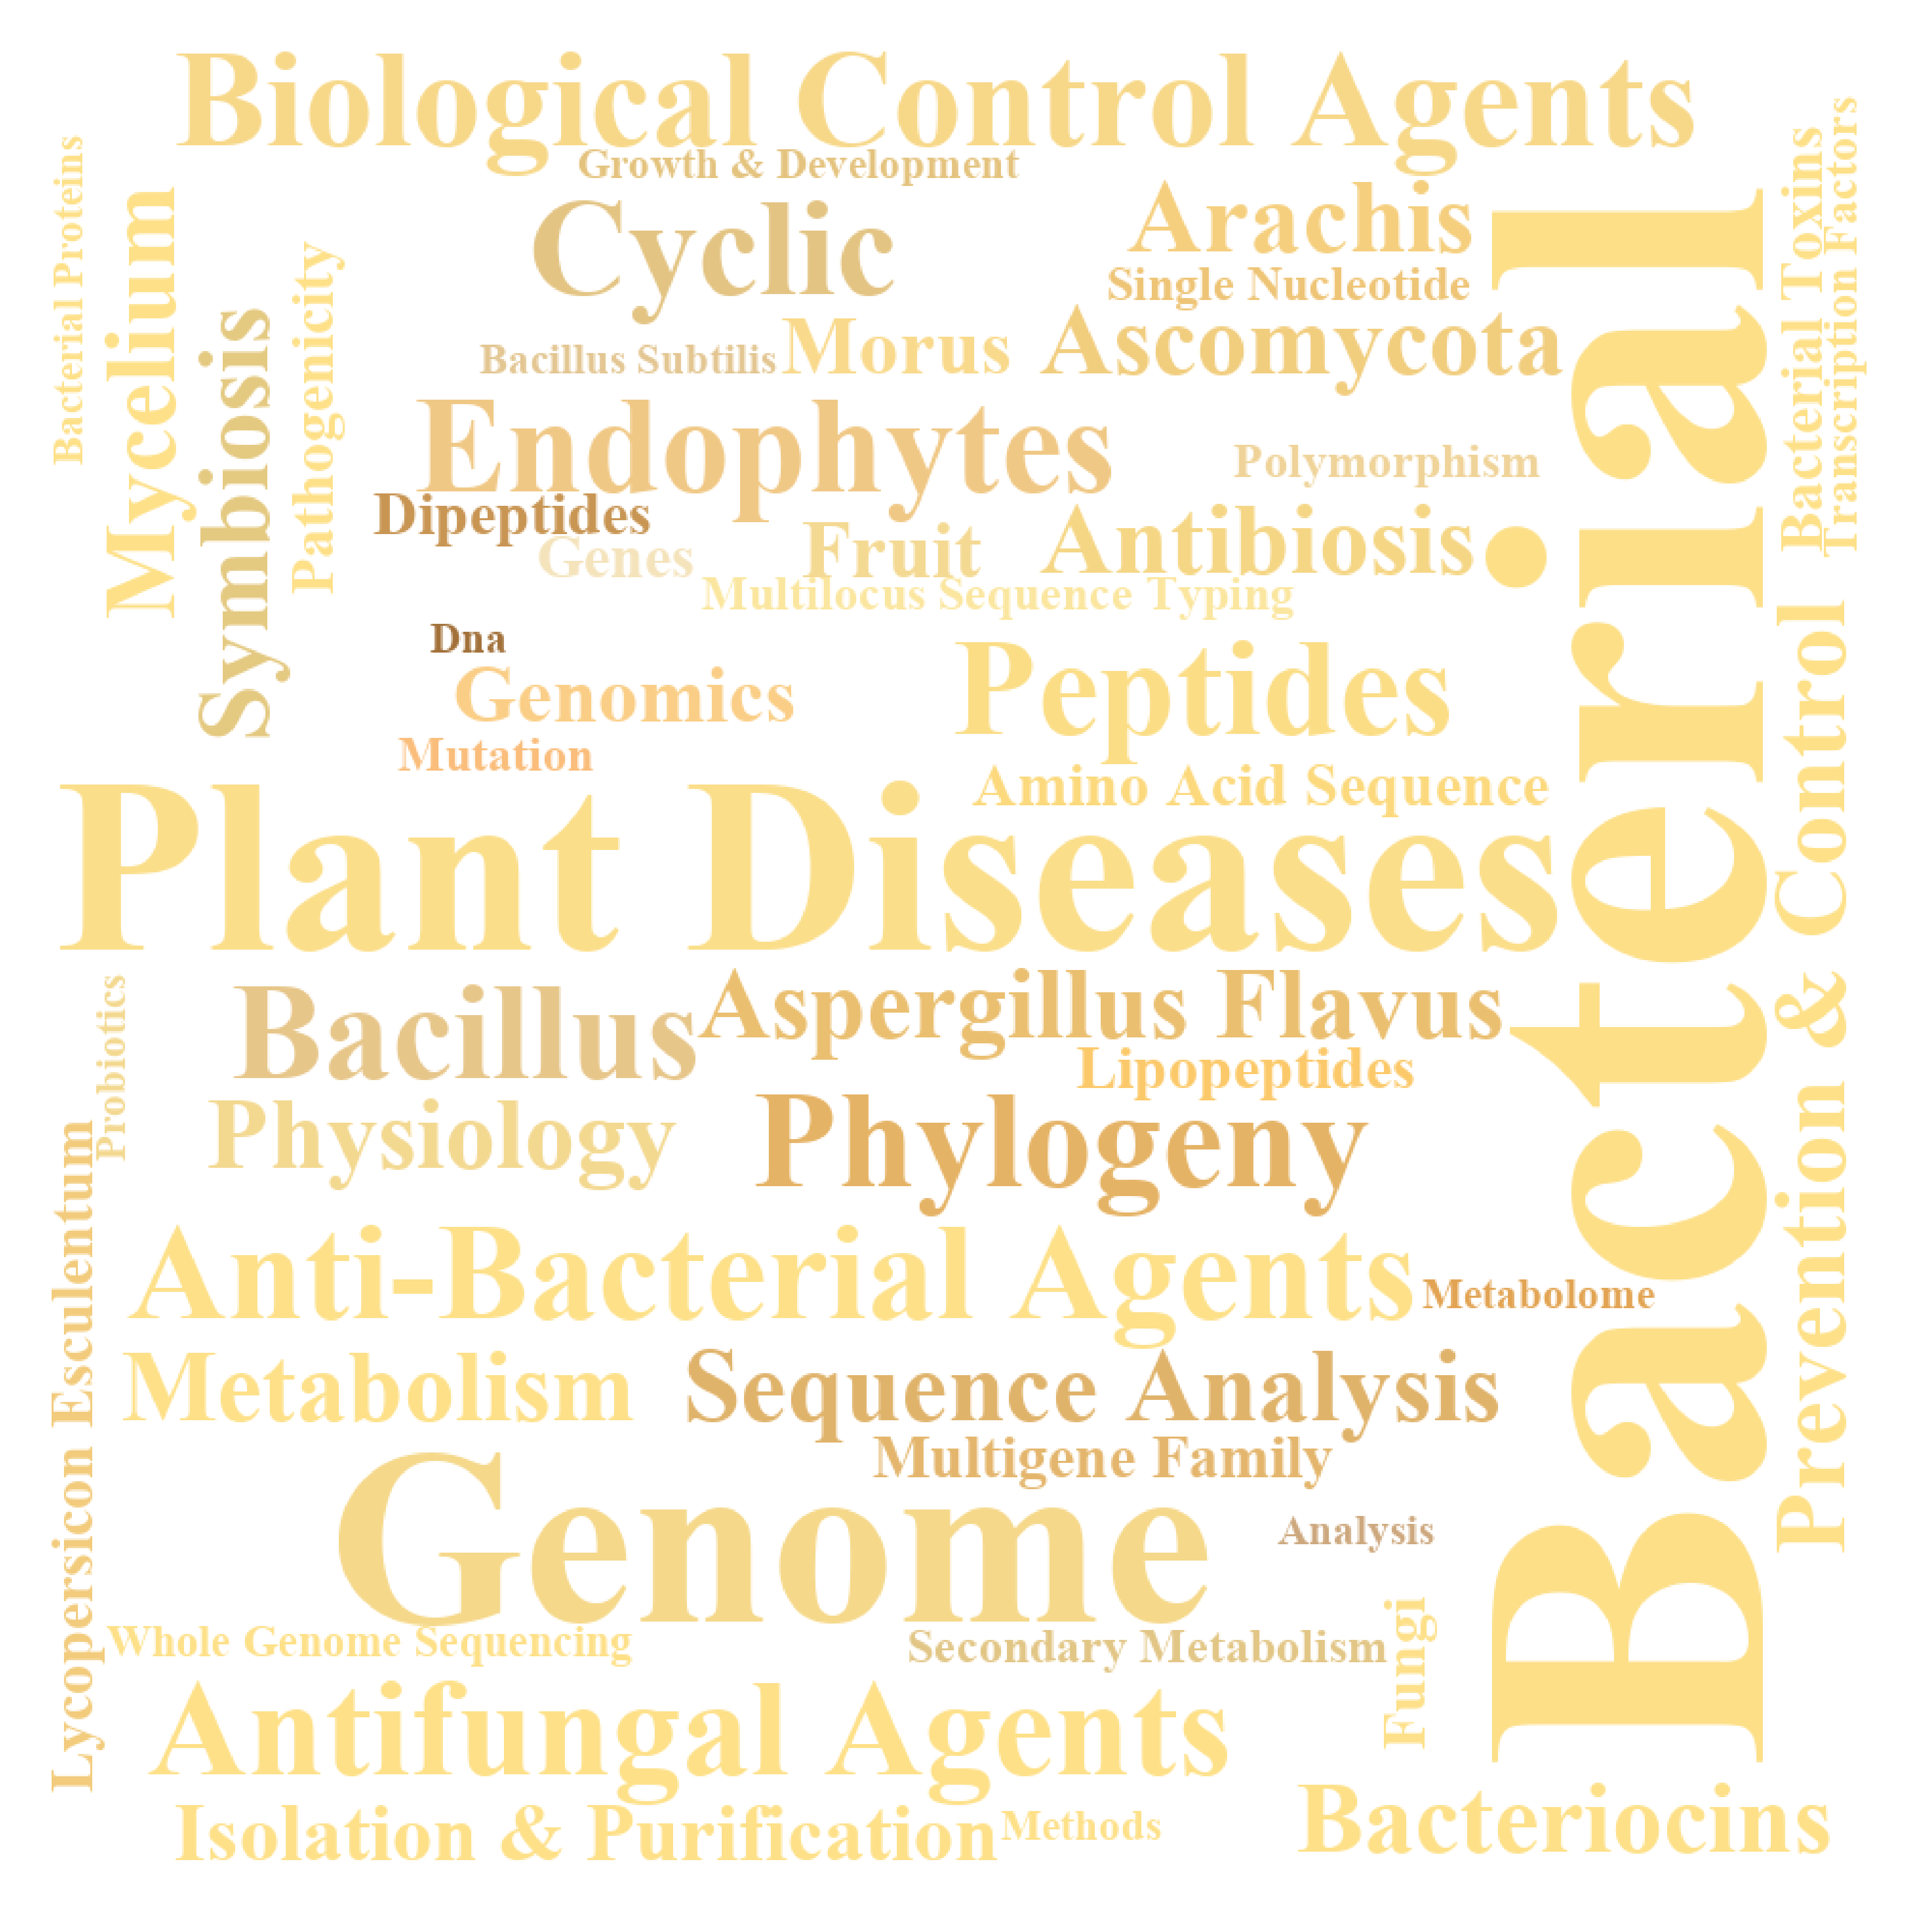 Biological Control Agents
Growth & Development
Cyclic
Arachis
Single Nucleotide
Bacillus Subtilis
Morus
Ascomycota
Endophytes
Polymorphism
Dipeptides
Genes
Fruit
Antibiosis
Multilocus Sequence Typing
Dna
Genomics
Peptides
Mutation
Amino Acid Sequence
Plant Diseases
Bacillus
Aspergillus Flavus
Lipopeptides
Physiology
Phylogeny
Anti-Bacterial Agents
Metabolome
Metabolism
Sequence Analysis
Multigene Family
Genome
Analysis
Whole Genome Sequencing
Secondary Metabolism
Antifungal Agents
Isolation & Purification
Methods
Bacteriocins
Bacterial Proteins
Mycelium
Symbiosis
Pathogenicity
Probiotics
Lycopersicon Esculentum
Fungi
Bacterial
Bacterial Toxins
Transcription Factors
Prevention & Control